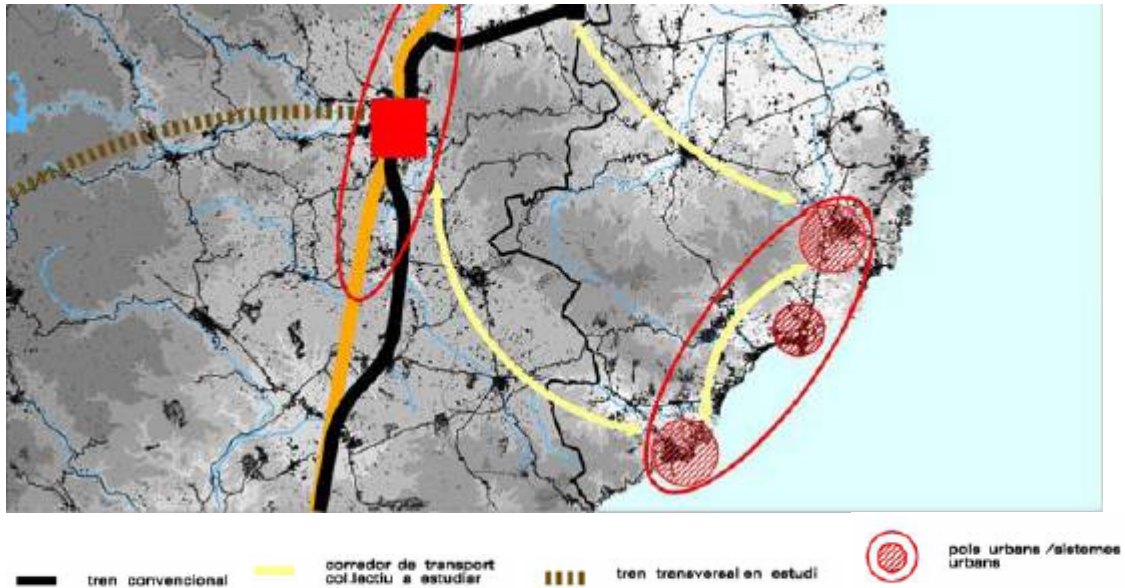 tren convencional
corredor de transport
col.lectiu a estudiar
tren transversal en estudi
pols urbans /sistemes
urbans